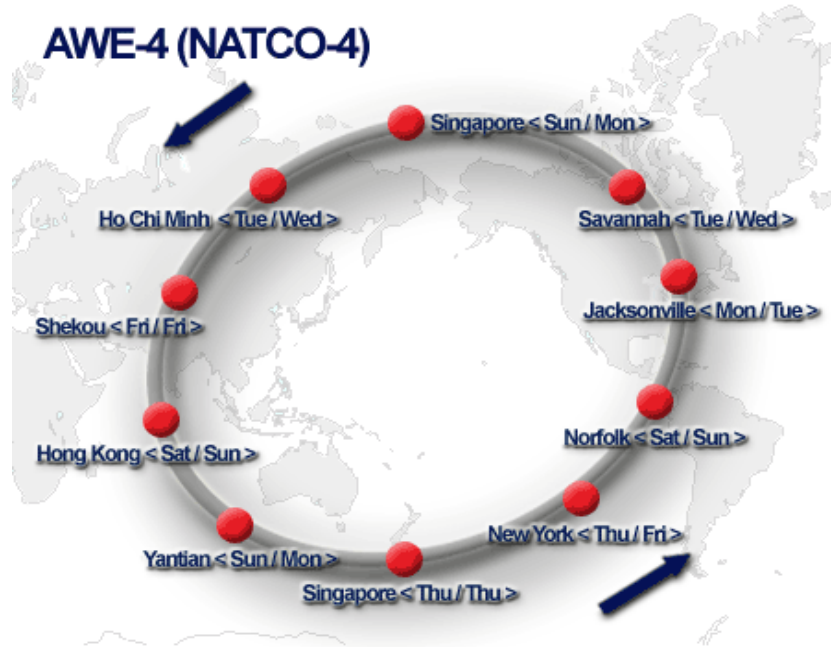 AWE-4 (NATCO-4)
Singapore < Sun / Mon >
Ho Chi Minh < Tue / Wed >
Savannah < Tue / Wed >
Jacksonville < Mon / Tue >
Shekou < Fri / Fri >
Norfolk < Sat / Sun >
Hong Kong < Sat / Sun >
New York < Thu / Fri >
Yantian < Sun / Mon >
Singapore < Thu / Thu >